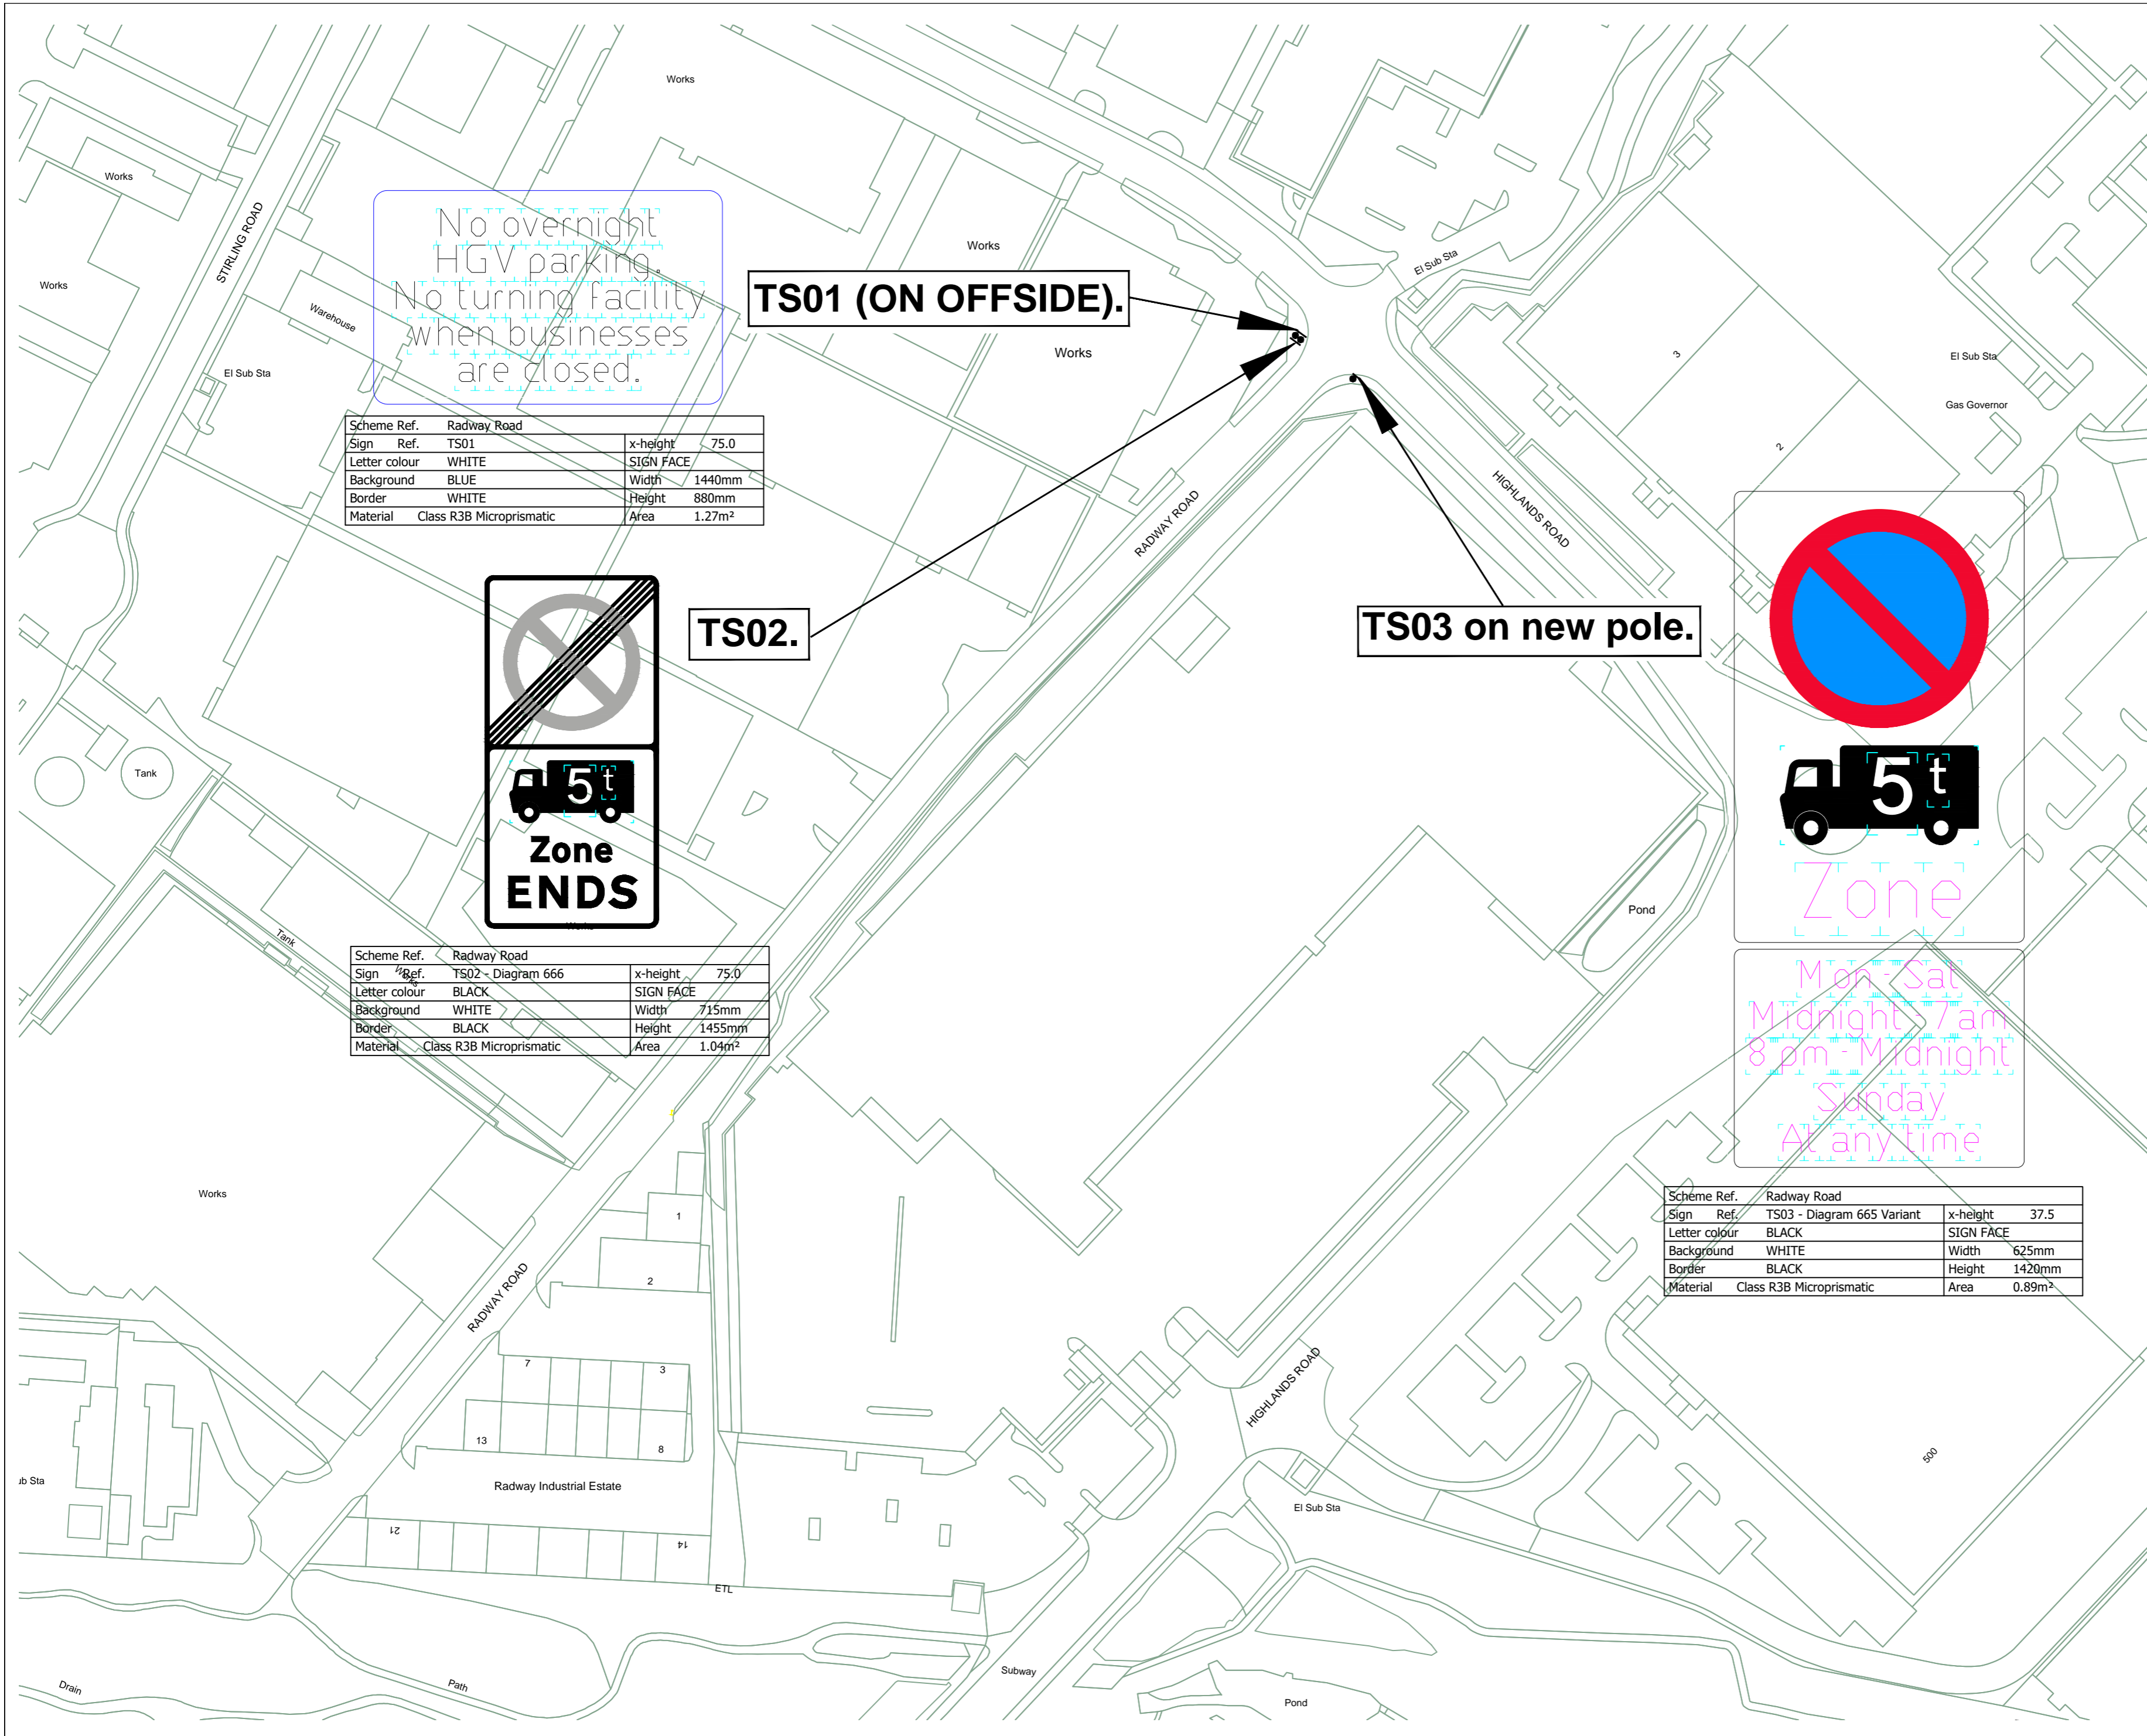 Works
Works
STIRLING ROAD
Works
Warehouse
El Sub Sta
No overnight
HGV parking.
No turning facility
when businesses
are closed.
Works
TS01 (ON OFFSIDE).
Works
El Sub Sta
3
El Sub Sta
Gas Governor
2
Scheme Ref. Radway Road
Sign Ref. TS01 x-height 75.0
Letter colour WHITE SIGN FACE
Background BLUE Width 1440mm
Border WHITE Height 880mm
Material Class R3B Microprismatic Area 1.27m²
RADWAY ROAD
HIGHLANDS ROAD
TS02.
TS03 on new pole.
5t
Zone
ENDS
Works
Tank
Tank
Works
Scheme Ref. Radway Road
Sign Ref. TS02 - Diagram 666 x-height 75.0
Letter colour BLACK SIGN FACE
Background WHITE Width 715mm
Border BLACK Height 1455mm
Material Class R3B Microprismatic Area 1.04m²
5t
Zone
Mon - Sat
Midnight - 7am
8 pm - Midnight
Sunday
At any time
Pond
Scheme Ref. Radway Road
Sign Ref. TS03 - Diagram 665 Variant x-height 37.5
Letter colour BLACK SIGN FACE
Background WHITE Width 625mm
Border BLACK Height 1420mm
Material Class R3B Microprismatic Area 0.89m²
Works
1
2
RADWAY ROAD
7
3
13
8
HIGHLANDS ROAD
ub Sta
Radway Industrial Estate
El Sub Sta
500
21
14
ETL
Subway
Path
Drain
Pond